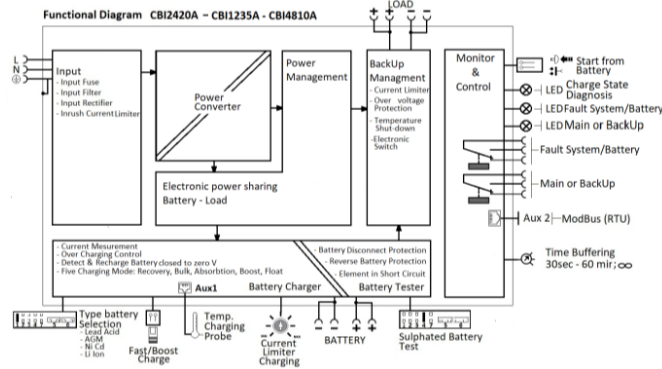 Functional Diagram CBI2420A – CBI1235A - CBI4810A
LOAD
+ + - -
L
N
Input
- Input Fuse
- Input Filter
- Input Rectifier
- Inrush CurrentLimiter
Power
Converter
Power
Management
BackUp
Managment
- Current Limiter
- Over voltage
Protection
- Temperature
Shut-down
-Electronic
Switch
Electronic power sharing
Battery - Load
Monitor
&
Control
Start from
Battery
LED Charge State
Diagnosis
LED Fault System/Battery
LED Main or BackUp
Fault System/Battery
Main or BackUp
Aux 2 ModBus (RTU)
Time Buffering
30sec - 60 mir; ∞
- Current Mesurement
- Over Charging Control
- Detect & Recharge Battery closed to zero V
- Five Charging Mode: Recovery, Bulk, Absorbtion, Boost, Float
Aux1
Battery Charger
- Battery Disconnect Protection
- Reverse Battery Protection
- Element in Short Circuit
Battery Tester
Type battery
Selection
- Lead Acid
- AGM
- Ni Cd
- Li Ion
Fast/Boost
Charge
Temp.
Charging
Probe
Current
Limiter
Charging
- - + +
BATTERY
Sulphated Battery
Test